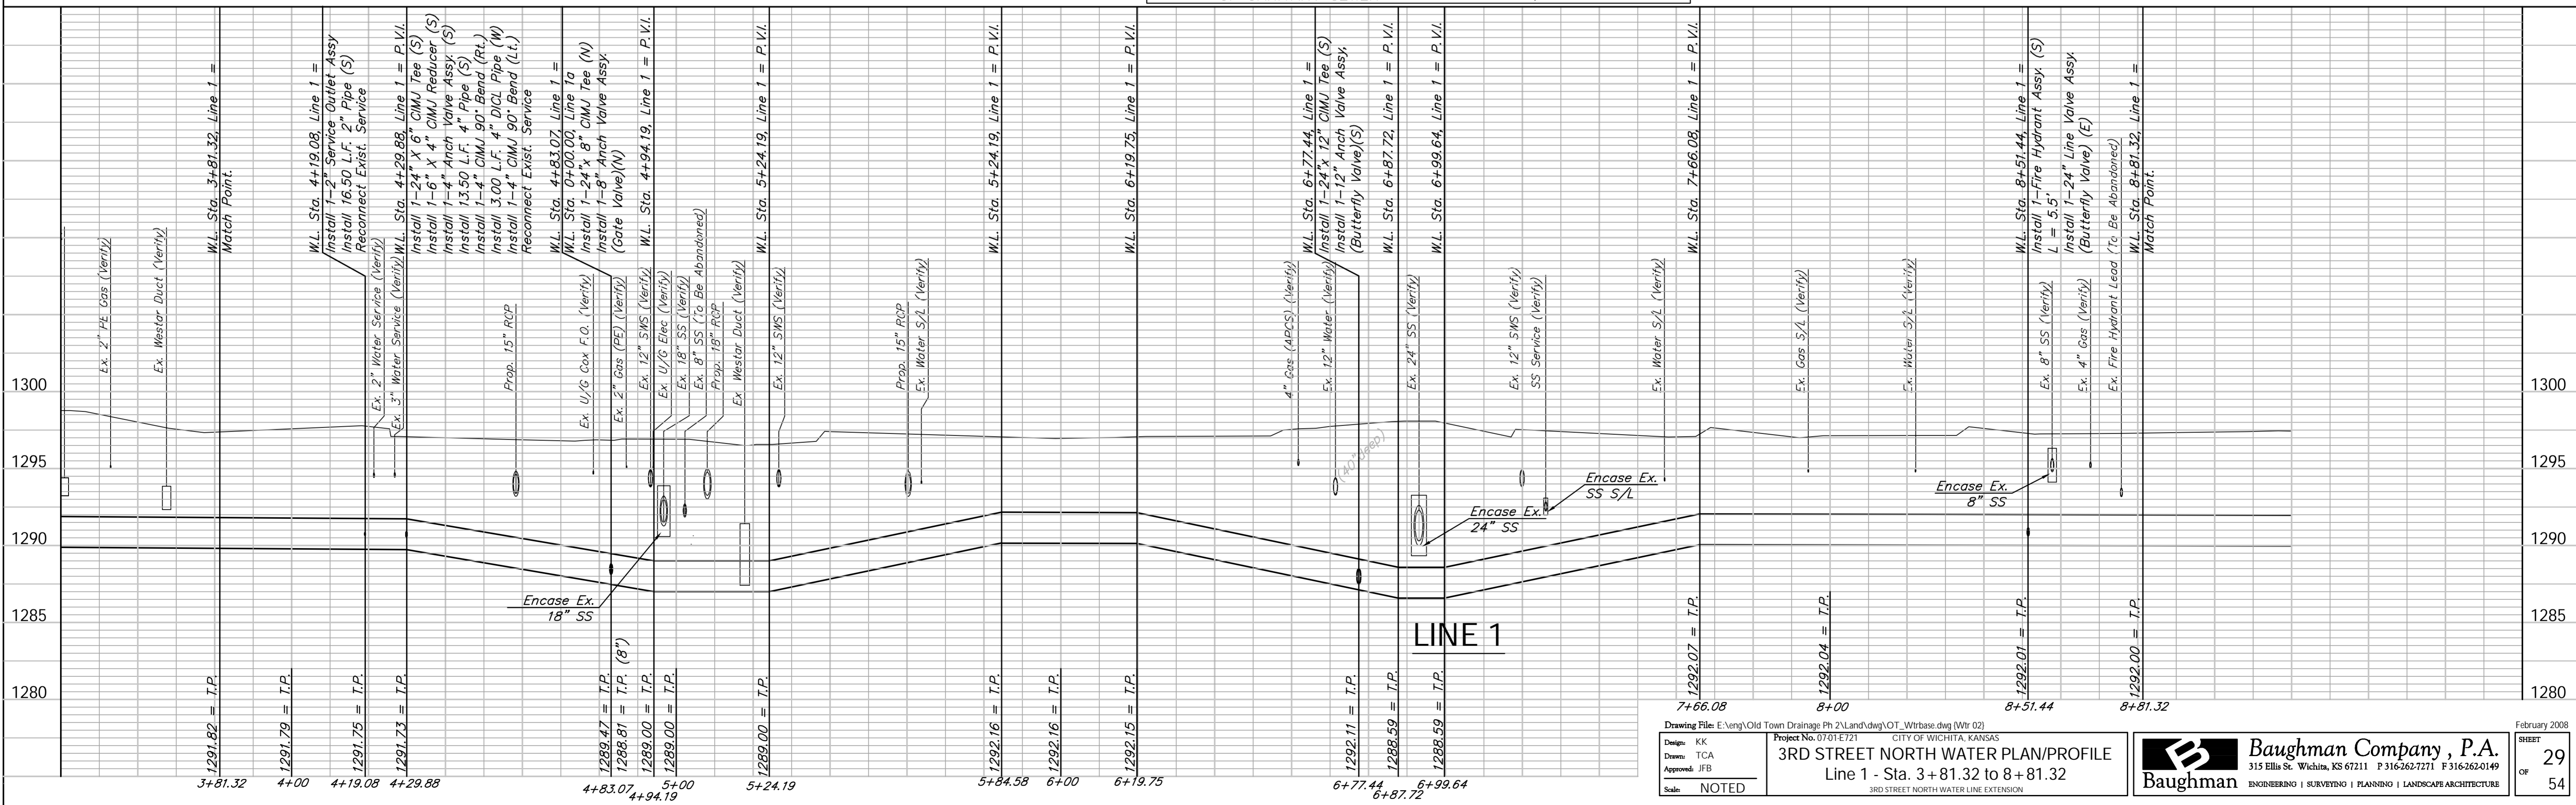 W.L. Sta. 3+81.32, Line 1 =
Match Point.
W.L. Sta. 4+19.08, Line 1 =
Install 1-2" Service Outlet Assy
Install 16.50 L.F. 2" Pipe (S)
Reconnect Exist. Service
W.L. Sta. 4+29.88, Line 1 = P.V.I.
Install 1-24" X 6" CIMJ Tee (S)
Install 1-6" X 4" CIMJ Reducer (S)
Install 1-4" Anch Valve Assy. (S)
Install 13.50 L.F. 4" Pipe (S)
Install 1-4" CIMJ 90° Bend (Rt.)
Install 3.00 L.F. 4" DICL Pipe (W)
Install 1-4" CIMJ 90° Bend (Lt.)
Reconnect Exist. Service
W.L. Sta. 4+83.07, Line 1 =
W.L. Sta. 0+00.00, Line 1a
Install 1-24"x 8" CIMJ Tee (N)
Install 1-8" Anch Valve Assy.
(Gate Valve)(N)
W.L. Sta. 4+94.19, Line 1 = P.V.I.
W.L. Sta. 5+24.19, Line 1 = P.V.I.
W.L. Sta. 5+24.19, Line 1 = P.V.I.
W.L. Sta. 6+19.75, Line 1 = P.V.I.
W.L. Sta. 6+77.44, Line 1 =
Install 1-24"x 12" CIMJ Tee (S)
Install 1-12" Anch Valve Assy,
(Butterfly Valve)(S)
W.L. Sta. 6+87.72, Line 1 = P.V.I.
W.L. Sta. 6+99.64, Line 1 = P.V.I.
W.L. Sta. 7+66.08, Line 1 = P.V.I.
W.L. Sta. 8+51.44, Line 1 =
Install 1-Fire Hydrant Assy. (S)
L = 5.5'
Install 1-24" Line Valve Assy.
(Butterfly Valve) (E)
W.L. Sta. 8+81.32, Line 1 =
Match Point.
Ex. 2" PE Gas (Verify)
Ex. Westar Duct (Verify)
Ex. 2" Water Service (Verify)
Ex. 3" Water Service (Verify)
Prop. 15" RCP
Ex. U/G Cox F.O. (Verify)
Ex. 2" Gas (PE) (Verify)
Ex. 12" SWS (Verify)
Ex. U/G Elec (Verify)
Ex. 18" SS (Verify)
Ex. 8" SS (To Be Abandoned)
Prop. 18" RCP
Ex Westar Duct (Verify)
Ex. 12" SWS (Verify)
Prop. 15" RCP
Ex. Water S/L (Verify)
4" Gas (APCS) (Verify)
Ex. 12" Water (Verify)
(40" deep)
Ex. 24" SS (Verify)
Ex. 12" SWS (Verify)
SS Service (Verify)
Ex. Water S/L (Verify)
Ex. Gas S/L (Verify)
Ex. Water S/L (Verify)
Ex. 8" SS (Verify)
Ex. 4" Gas (Verify)
Ex. Fire Hydrant Lead (To Be Abandoned)
1300
1300
1295
1295
1290
1290
1285
1285
1280
1280
Encase Ex.
18" SS
Encase Ex.
24" SS
Encase Ex.
SS S/L
Encase Ex.
8" SS
LINE 1
1291.82 = T.P.
1291.79 = T.P.
1291.75 = T.P.
1291.73 = T.P.
1289.47 = T.P.
1288.81 = T.P. (8")
1289.00 = T.P.
1289.00 = T.P.
1289.00 = T.P.
1292.16 = T.P.
1292.16 = T.P.
1292.15 = T.P.
1292.11 = T.P.
1288.59 = T.P.
1288.59 = T.P.
1292.07 = T.P.
1292.04 = T.P.
1292.01 = T.P.
1292.00 = T.P.
3+81.32
4+00
4+19.08
4+29.88
4+83.07
4+94.19
5+00
5+24.19
5+84.58
6+00
6+19.75
6+77.44
6+87.72
6+99.64
7+66.08
8+00
8+51.44
8+81.32
Drawing File: E:\eng\Old Town Drainage Ph 2\Land\dwg\OT_Wtrbase.dwg (Wtr 02)
February 2008
Design: KK
Drawn: TCA
Approved: JFB
Scale: NOTED
Project No. 07-01-E721 CITY OF WICHITA, KANSAS
3RD STREET NORTH WATER PLAN/PROFILE
Line 1 - Sta. 3+81.32 to 8+81.32
3RD STREET NORTH WATER LINE EXTENSION
Baughman
Baughman Company, P.A.
315 Ellis St. Wichita, KS 67211 P 316-262-7271 F 316-262-0149
ENGINEERING | SURVEYING | PLANNING | LANDSCAPE ARCHITECTURE
SHEET
29
OF
54